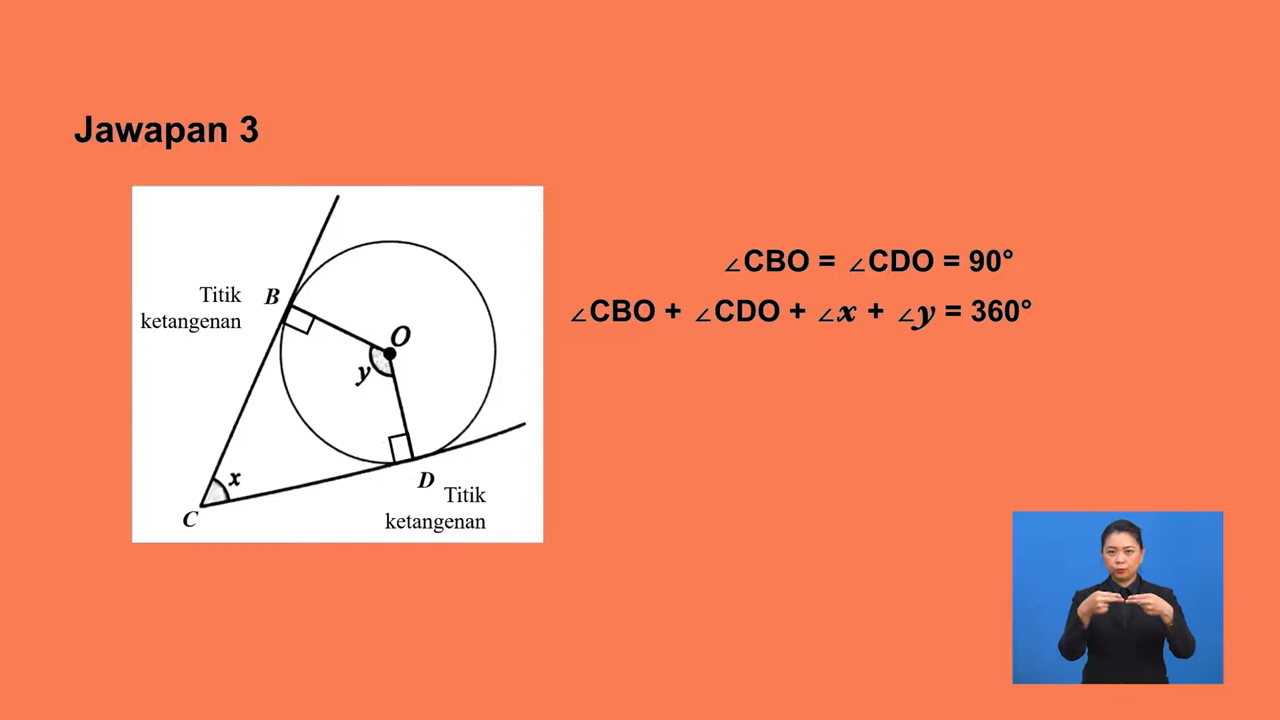 Jawapan 3
Titik
ketangenan
B
O
y
x
C
D
Titik
ketangenan
∠CBO = ∠CDO = 90°
∠CBO + ∠CDO + ∠x + ∠y = 360°